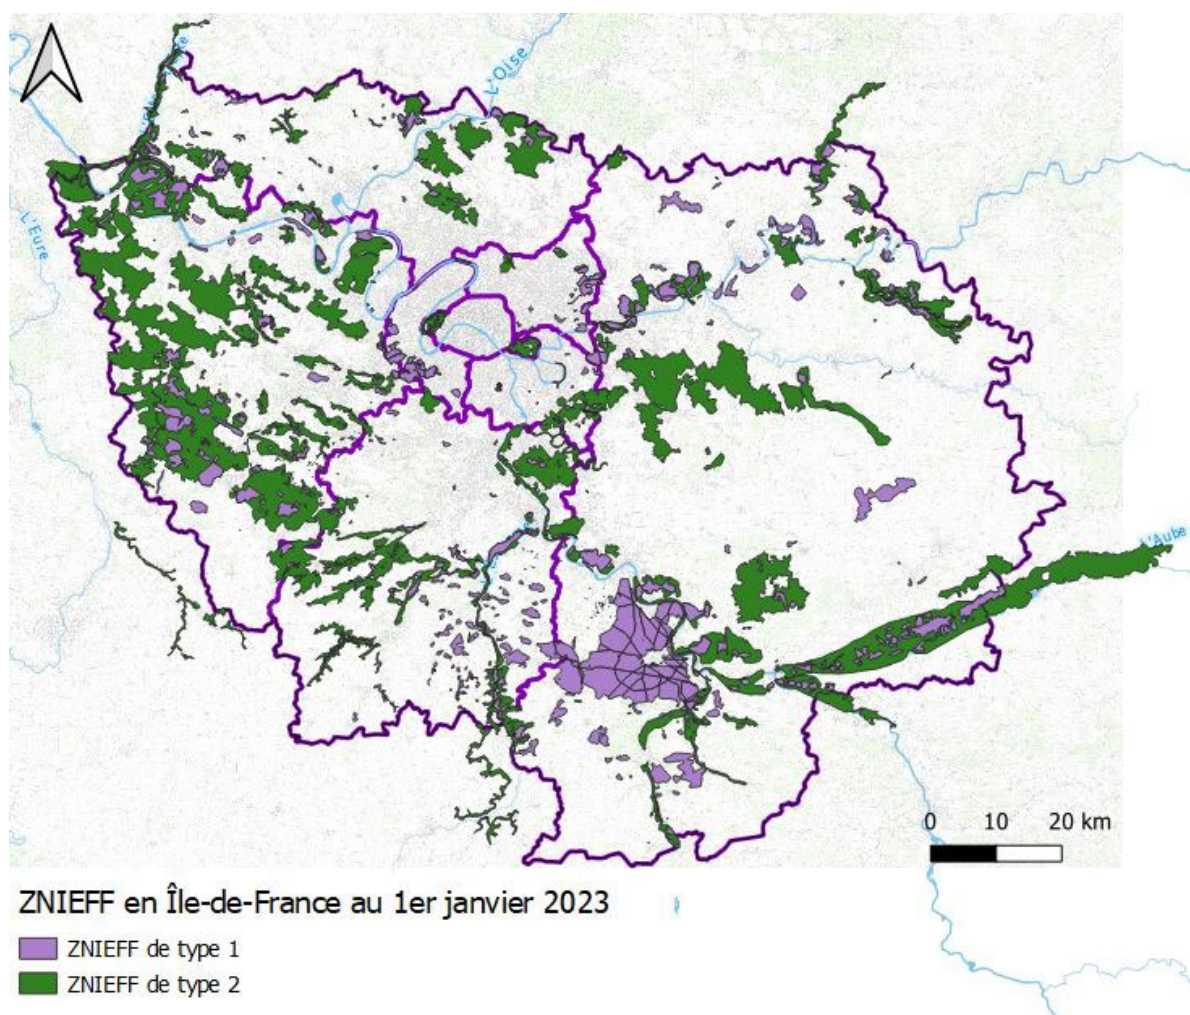 L'Oise
L'Eure
L'Aube
0 10 20 km
ZNIEFF en Île-de-France au 1er janvier 2023
ZNIEFF de type 1
ZNIEFF de type 2